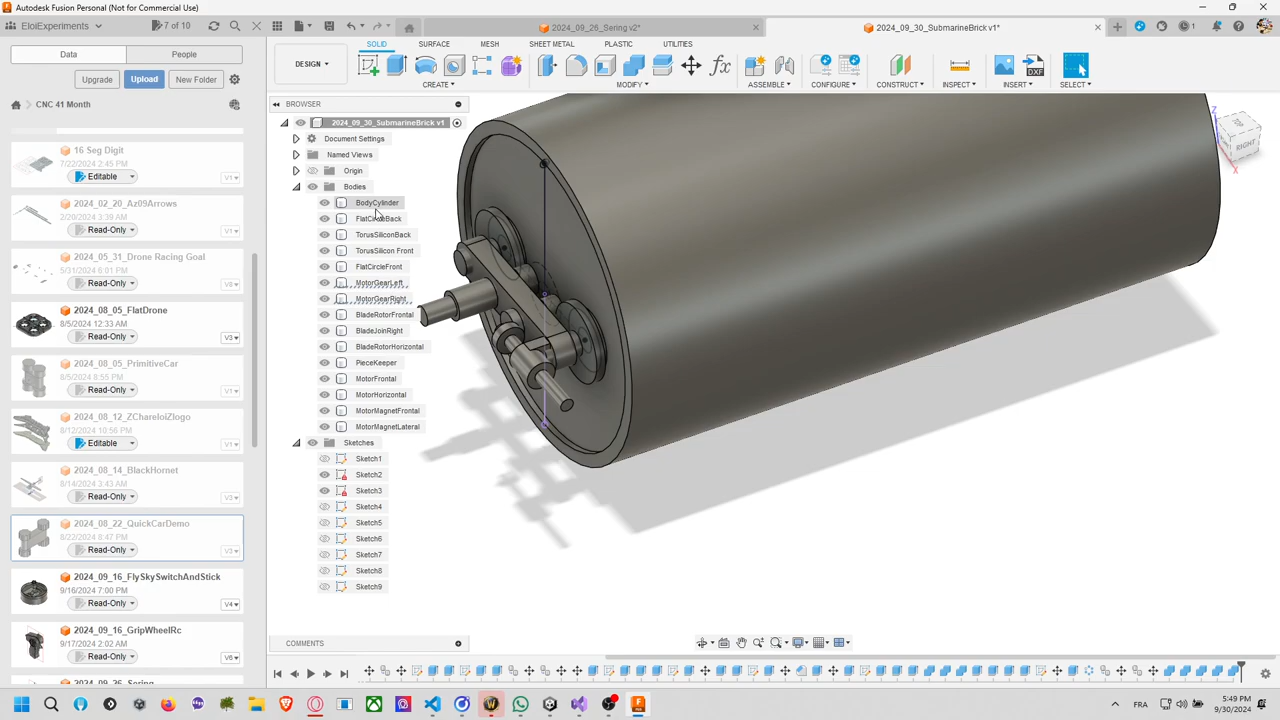 Autodesk Fusion Personal (Not for Commercial Use)
EloiExperiments
7 of 10
2024_09_26_Sering v2*
2024_09_30_SubmarineBrick v1*
1
Data
People
Upgrade
Upload
New Folder
CNC 41 Month
16 Seg Digit
7/22/2024 2:45 PM
Editable
V1
2024_02_20_Az09Arrows
2/20/2024 3:39 AM
Read-Only
V1
2024_05_31_Drone Racing Goal
5/31/2024 6:01 PM
Read-Only
2024_08_05_FlatDrone
8/5/2024 12:33 AM
Read-Only
V3
2024_08_05_PrimitiveCar
8/5/2024 8:55 PM
Read-Only
V1
2024_08_12_ZChareloiZlogo
8/12/2024 10:56 PM
Editable
V1
2024_08_14_BlackHornet
8/14/2024 3:43 AM
Read-Only
V3
2024_08_22_QuickCarDemo
8/22/2024 8:47 PM
Read-Only
V3
2024_09_16_FlySkySwitchAndStick
9/16/2024 7:00 PM
Read-Only
V4
2024_09_16_GripWheelRc
9/17/2024 2:02 AM
Read-Only
V6
2024_09_26_Sering
DESIGN
SOLID
SURFACE
MESH
SHEET METAL
PLASTIC
UTILITIES
CREATE
MODIFY
ASSEMBLE
CONFIGURE
CONSTRUCT
INSPECT
INSERT
SELECT
BROWSER
2024_09_30_SubmarineBrick v1
Document Settings
Named Views
Origin
Bodies
BodyCylinder
FlatCircleBack
TorusSiliconBack
TorusSilicon Front
FlatCircleFront
MotorGearLeft
MotorGearRight
BladeRotorFrontal
BladeJoinRight
BladeRotorHorizontal
PieceKeeper
MotorFrontal
MotorHorizontal
MotorMagnetFrontal
MotorMagnetLateral
Sketches
Sketch1
Sketch2
Sketch3
Sketch4
Sketch5
Sketch6
Sketch7
Sketch8
Sketch9
Z
X
RIGHT
COMMENTS
FRA
5:49 PM
9/30/2024